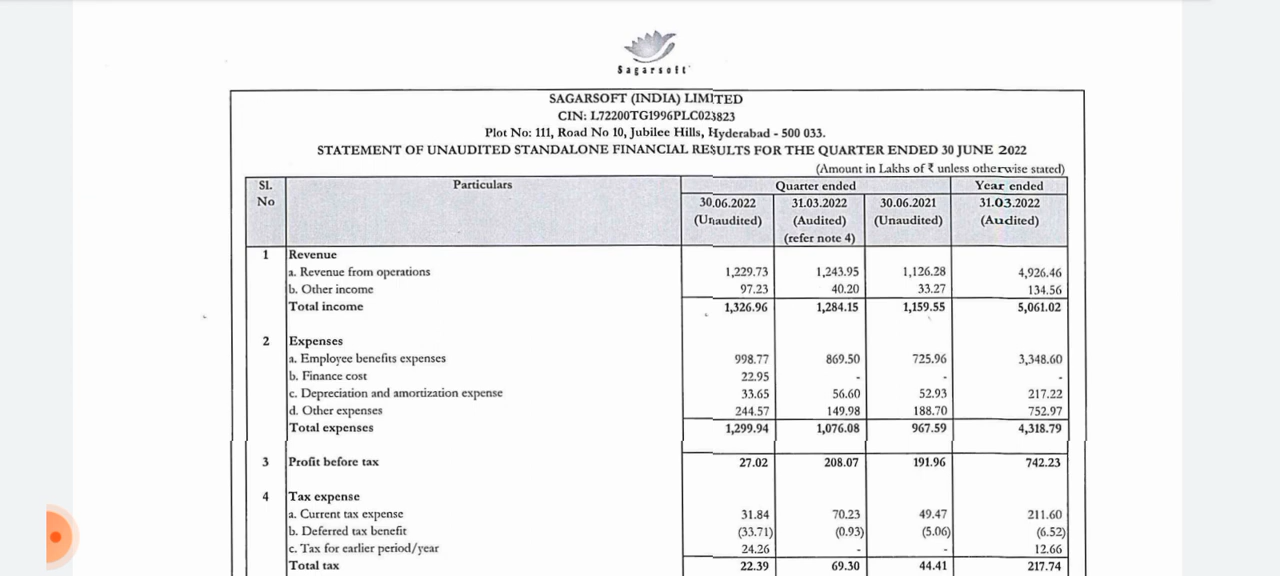 Sagarsoft
SAGARSOFT (INDIA) LIMITED
CIN: L72200TG1996PLC023823
Plot No: 111, Road No 10, Jubilee Hills, Hyderabad - 500 033.
STATEMENT OF UNAUDITED STANDALONE FINANCIAL RESULTS FOR THE QUARTER ENDED 30 JUNE 2022
(Amount in Lakhs of ₹ unless otherwise stated)
Sl. No Particulars Quarter ended Year ended
30.06.2022 31.03.2022 30.06.2021 31.03.2022
(Unaudited) (Audited) (Unaudited) (Audited)
(refer note 4)
1 Revenue
a. Revenue from operations 1,229.73 1,243.95 1,126.28 4,926.46
b. Other income 97.23 40.20 33.27 134.56
Total income 1,326.96 1,284.15 1,159.55 5,061.02
2 Expenses
a. Employee benefits expenses 998.77 869.50 725.96 3,348.60
b. Finance cost 22.95 - - -
c. Depreciation and amortization expense 33.65 56.60 52.93 217.22
d. Other expenses 244.57 149.98 188.70 752.97
Total expenses 1,299.94 1,076.08 967.59 4,318.79
3 Profit before tax 27.02 208.07 191.96 742.23
4 Tax expense
a. Current tax expense 31.84 70.23 49.47 211.60
b. Deferred tax benefit (33.71) (0.93) (5.06) (6.52)
c. Tax for earlier period/year 24.26 - - 12.66
Total tax 22.39 69.30 44.41 217.74